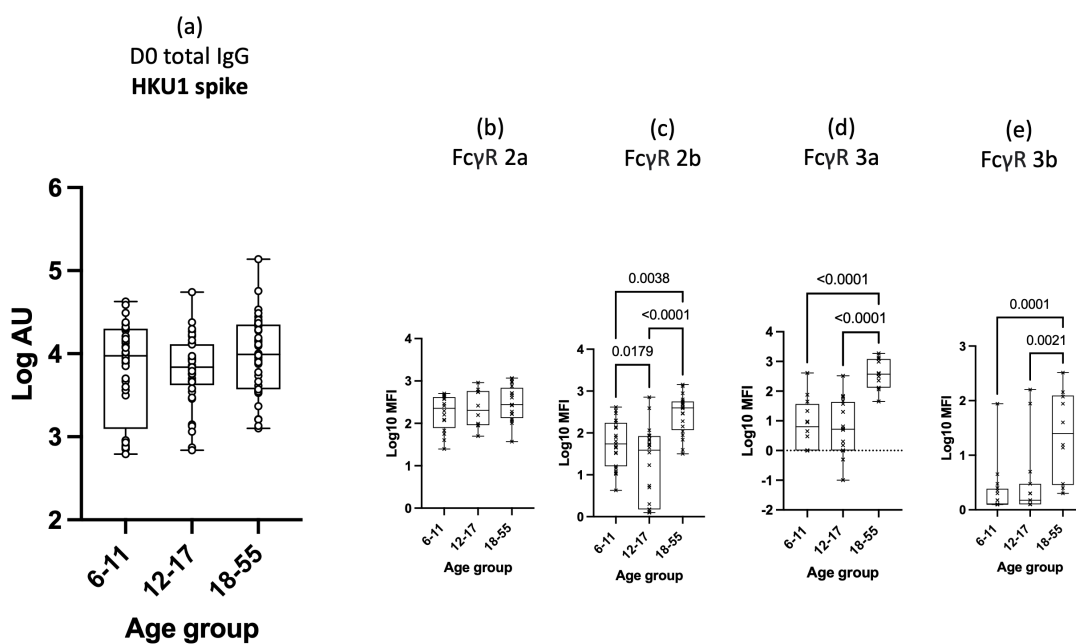 (a)
D0 total IgG
HKU1 spike
6
5
4
3
2
Log AU
6-11
12-17
18-55
Age group
(b)
FcγR 2a
4
3
2
1
0
Log10 MFI
6-11
12-17
18-55
Age group
(c)
FcγR 2b
0.0038
<0.0001
0.0179
4
3
2
1
0
Log10 MFI
6-11
12-17
18-55
Age group
(d)
FcγR 3a
<0.0001
<0.0001
4
3
2
1
0
-1
-2
Log10 MFI
6-11
12-17
18-55
Age group
(e)
FcγR 3b
0.0001
0.0021
3
2
1
0
Log10 MFI
6-11
12-17
18-55
Age group